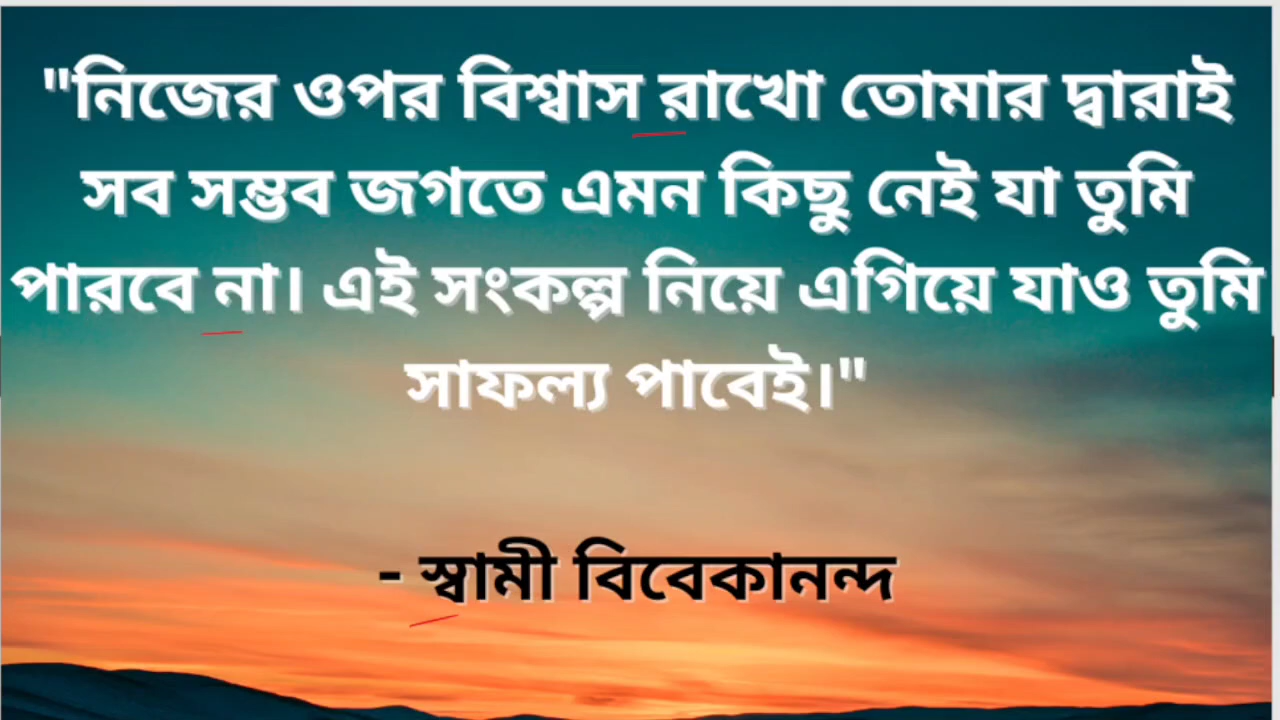 "নিজের ওপর বিশ্বাস রাখো তোমার দ্বারাই
সব সম্ভব জগতে এমন কিছু নেই যা তুমি
পারবে না। এই সংকল্প নিয়ে এগিয়ে যাও তুমি
সাফল্য পাবেই।"
- স্বামী বিবেকানন্দ